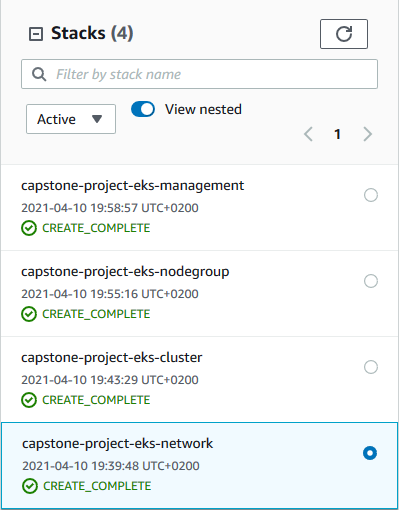 Stacks (4)
Filter by stack name
Active
View nested
1
capstone-project-eks-management
2021-04-10 19:58:57 UTC+0200
CREATE_COMPLETE
capstone-project-eks-nodegroup
2021-04-10 19:55:16 UTC+0200
CREATE_COMPLETE
capstone-project-eks-cluster
2021-04-10 19:43:29 UTC+0200
CREATE_COMPLETE
capstone-project-eks-network
2021-04-10 19:39:48 UTC+0200
CREATE_COMPLETE